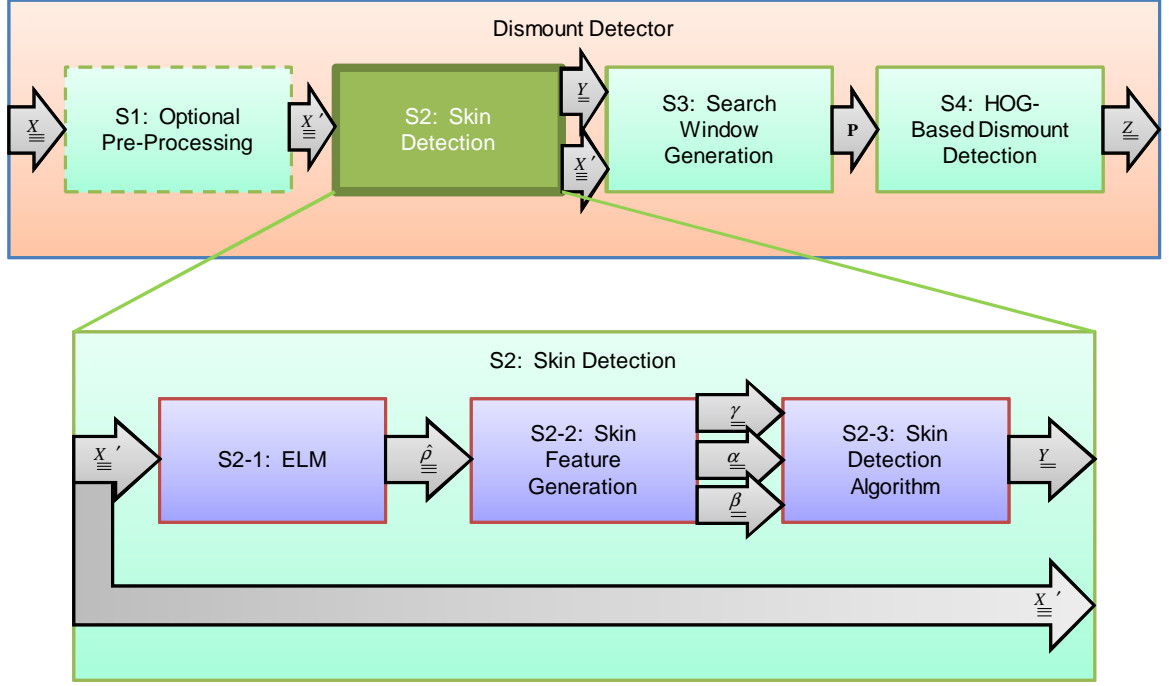 Dismount Detector
X
S1: Optional
Pre-Processing
X′
S2: Skin
Detection
Y
X′
S3: Search
Window
Generation
P
S4: HOG-
Based Dismount
Detection
Z
S2: Skin Detection
X′
S2-1: ELM
ρ̂
S2-2: Skin
Feature
Generation
γ
α
β
S2-3: Skin
Detection
Algorithm
Y
X′